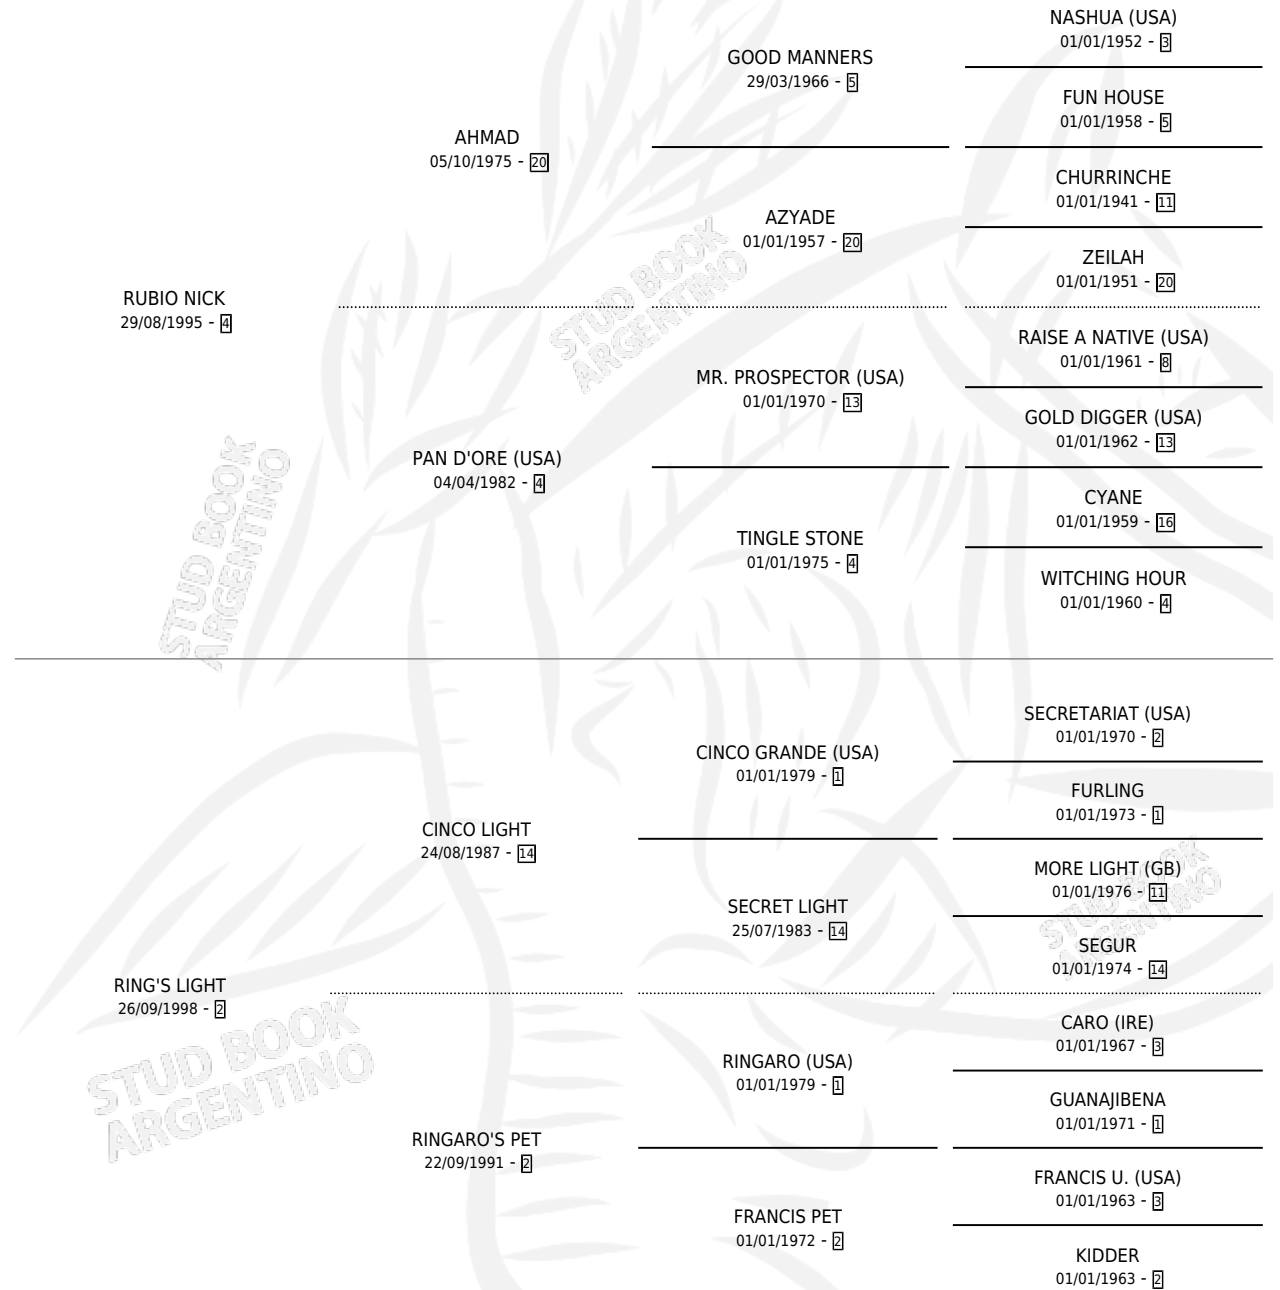 NASHUA (USA)
01/01/1952 - 3
GOOD MANNERS
29/03/1966 - 5
FUN HOUSE
01/01/1958 - 5
AHMAD
05/10/1975 - 20
CHURRINCHE
01/01/1941 - 11
AZYADE
01/01/1957 - 20
ZEILAH
01/01/1951 - 20
RUBIO NICK
29/08/1995 - 4
RAISE A NATIVE (USA)
01/01/1961 - 8
MR. PROSPECTOR (USA)
01/01/1970 - 13
GOLD DIGGER (USA)
01/01/1962 - 13
PAN D'ORE (USA)
04/04/1982 - 4
CYANE
01/01/1959 - 16
TINGLE STONE
01/01/1975 - 4
WITCHING HOUR
01/01/1960 - 4
STUD BOOK
ARGENTINO
STUD BOOK
ARGENTINO
SECRETARIAT (USA)
01/01/1970 - 2
CINCO GRANDE (USA)
01/01/1979 - 1
FURLING
01/01/1973 - 1
CINCO LIGHT
24/08/1987 - 14
MORE LIGHT (GB)
01/01/1976 - 11
SECRET LIGHT
25/07/1983 - 14
SEGUR
01/01/1974 - 14
RING'S LIGHT
26/09/1998 - 2
CARO (IRE)
01/01/1967 - 3
RINGARO (USA)
01/01/1979 - 1
GUANAJIBENA
01/01/1971 - 1
RINGARO'S PET
22/09/1991 - 2
FRANCIS U. (USA)
01/01/1963 - 3
FRANCIS PET
01/01/1972 - 2
KIDDER
01/01/1963 - 2
STUD BOOK
ARGENTINO
STUD BOOK
ARGENTINO